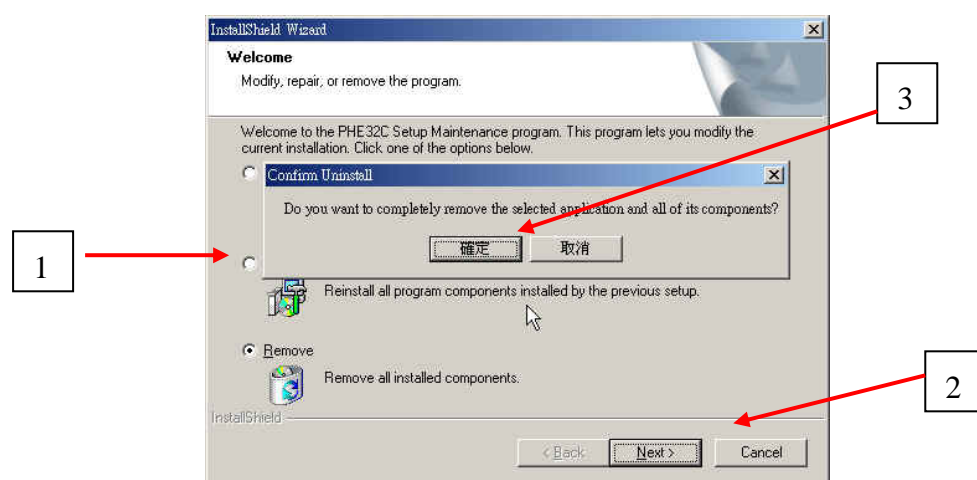 InstallShield Wizard
Welcome
Modify, repair, or remove the program.
3
Welcome to the PHE32C Setup Maintenance program. This program lets you modify the
current installation. Click one of the options below.
Confirm Uninstall
Do you want to completely remove the selected application and all of its components?
確定 取消
1
Reinstall all program components installed by the previous setup.
Remove
Remove all installed components.
2
InstallShield
< Back Next > Cancel